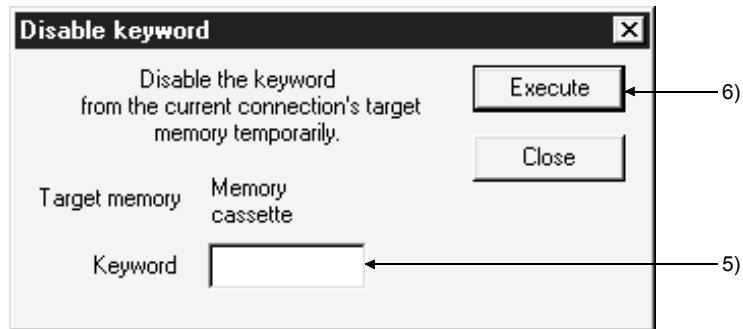 Disable keyword
Disable the keyword
from the current connection's target
memory temporarily.
Execute
6)
Close
Target memory
Memory
cassette
Keyword
5)